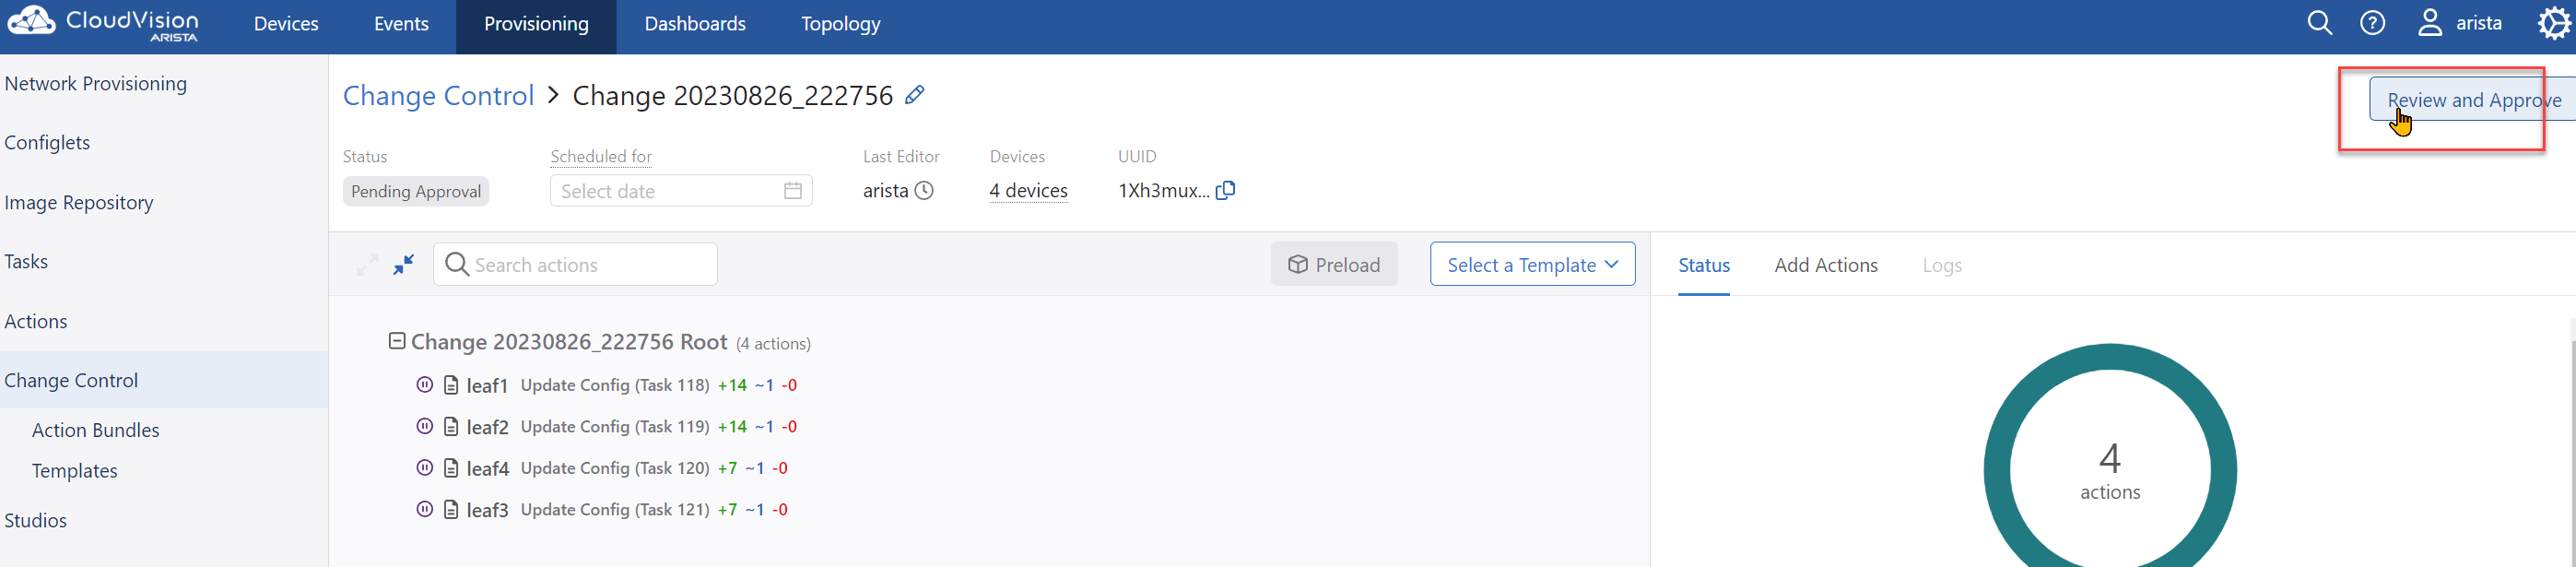 CloudVision
ARISTA
Devices
Events
Provisioning
Dashboards
Topology
arista
Network Provisioning
Configlets
Image Repository
Tasks
Actions
Change Control
Action Bundles
Templates
Studios
Change Control > Change 20230826_222756
Review and Approve
Status
Scheduled for
Last Editor
Devices
UUID
Pending Approval
Select date
arista
4 devices
1Xh3mux...
Search actions
Preload
Select a Template
Status
Add Actions
Logs
Change 20230826_222756 Root (4 actions)
leaf1 Update Config (Task 118) +14 ~1 -0
leaf2 Update Config (Task 119) +14 ~1 -0
leaf4 Update Config (Task 120) +7 ~1 -0
leaf3 Update Config (Task 121) +7 ~1 -0
4
actions